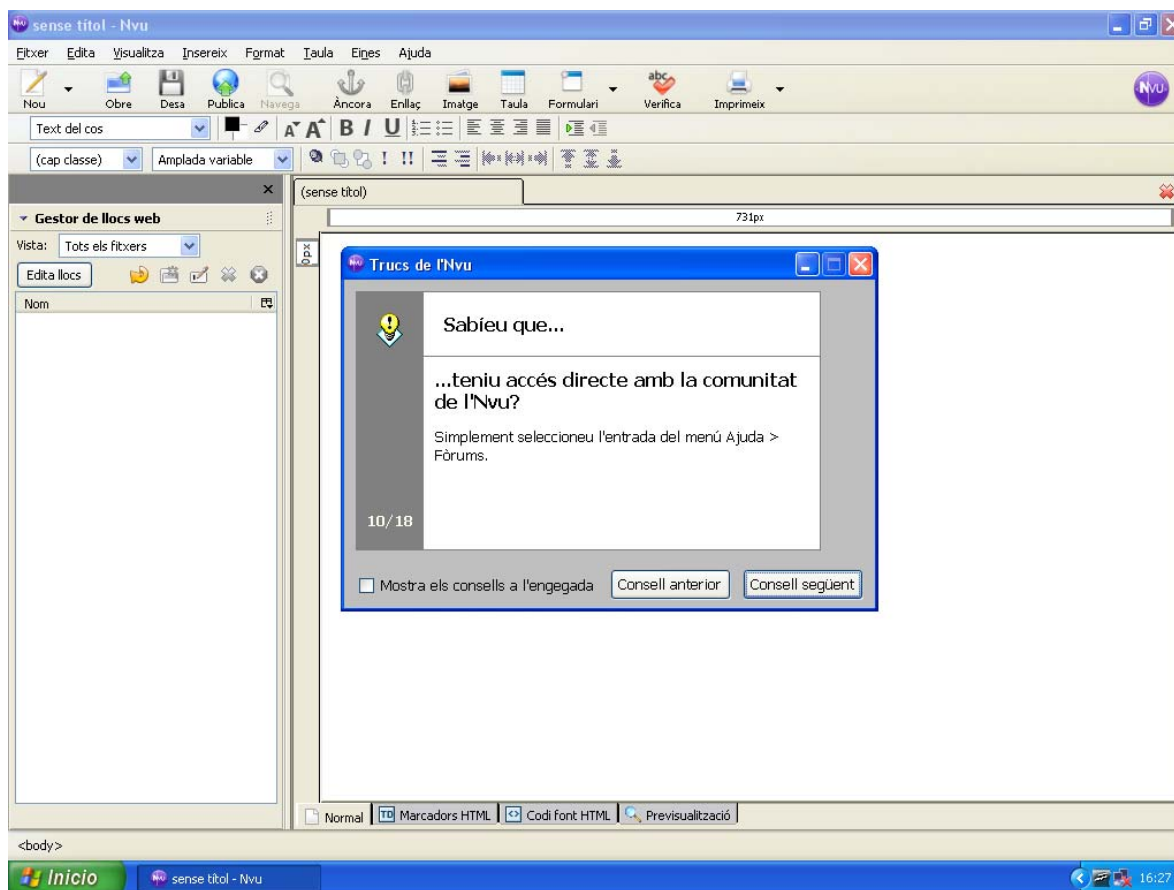 sense títol - Nvu
Fitxer Edita Visualitza Insereix Format Taula Eines Ajuda
Nou Obre Desa Publica Navega Àncora Enllaç Imatge Taula Formulari abc Verifica Imprimeix NVU
Text del cos A A B I U
(cap classe) Amplada variable ! !!
(sense títol)
Gestor de llocs web
731px
Vista: Tots els fitxers
0px
Edita llocs
Nom
Trucs de l'Nvu
Sabíeu que...
...teniu accés directe amb la comunitat
de l'Nvu?
Simplement seleccioneu l'entrada del menú Ajuda >
Fòrums.
10/18
Mostra els consells a l'engegada Consell anterior Consell següent
Normal TD Marcadors HTML Codi font HTML Previsualització
<body>
Inicio sense títol - Nvu 16:27